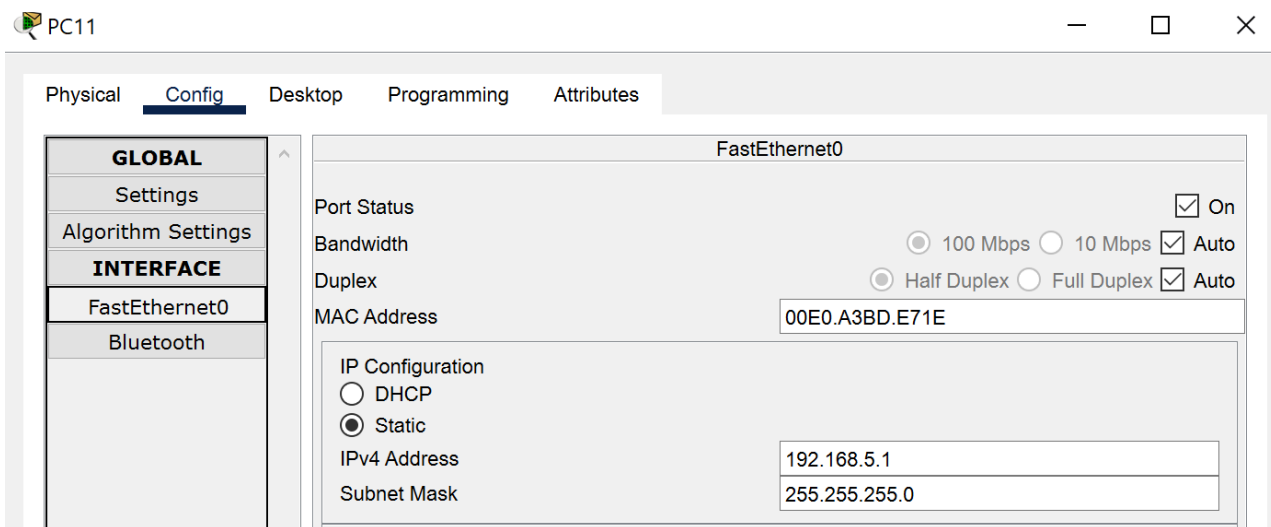 PC11
Physical Config Desktop Programming Attributes
GLOBAL
Settings
Algorithm Settings
INTERFACE
FastEthernet0
Bluetooth
FastEthernet0
Port Status On
Bandwidth 100 Mbps 10 Mbps Auto
Duplex Half Duplex Full Duplex Auto
MAC Address 00E0.A3BD.E71E
IP Configuration
DHCP
Static
IPv4 Address 192.168.5.1
Subnet Mask 255.255.255.0